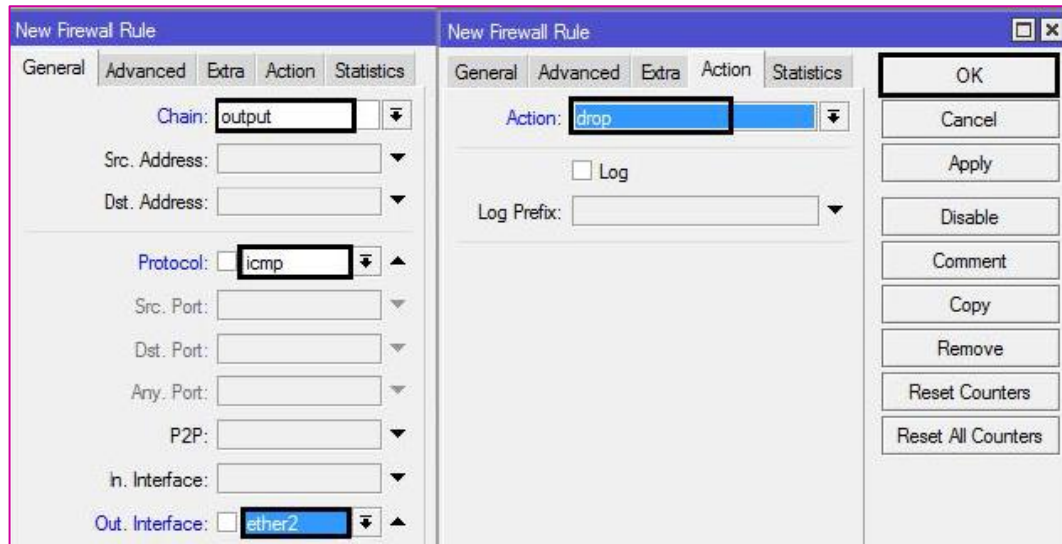 New Firewal Rule
General Advanced Extra Action Statistics
Chain: output
Src. Address:
Dst. Address:
Protocol: icmp
Src. Port:
Dst. Port:
Any. Port:
P2P:
In. Interface:
Out. Interface: ether2
New Firewall Rule
General Advanced Extra Action Statistics
Action: drop
Log
Log Prefix:
OK
Cancel
Apply
Disable
Comment
Copy
Remove
Reset Counters
Reset All Counters